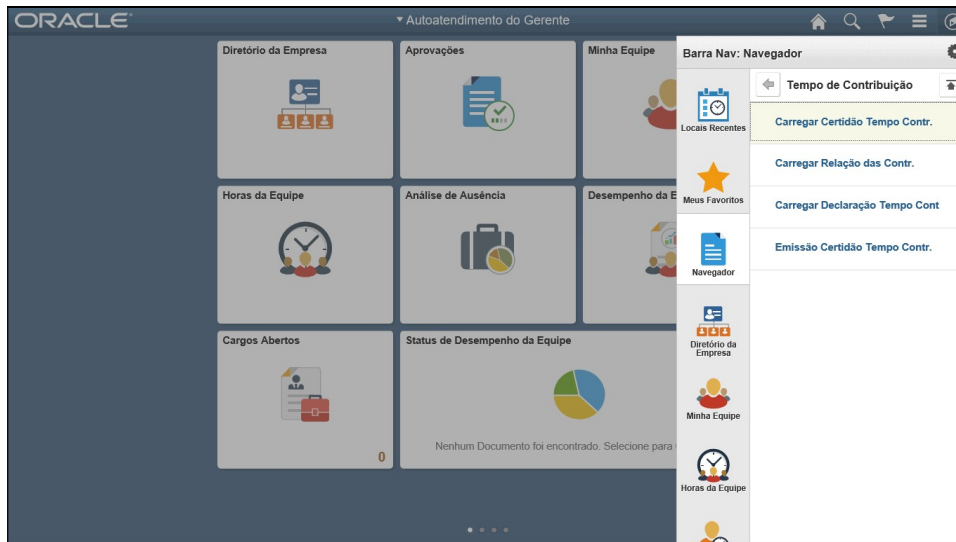 ORACLE
Autoatendimento do Gerente
Diretório da Empresa
Aprovações
Minha Equipe
Horas da Equipe
Análise de Ausência
Desempenho da E
Cargos Abertos
0
Status de Desempenho da Equipe
Nenhum Documento foi encontrado. Selecione para
Barra Nav: Navegador
Locais Recentes
Meus Favoritos
Navegador
Diretório da
Empresa
Minha Equipe
Horas da Equipe
Tempo de Contribuição
Carregar Certidão Tempo Contr.
Carregar Relação das Contr.
Carregar Declaração Tempo Cont
Emissão Certidão Tempo Contr.